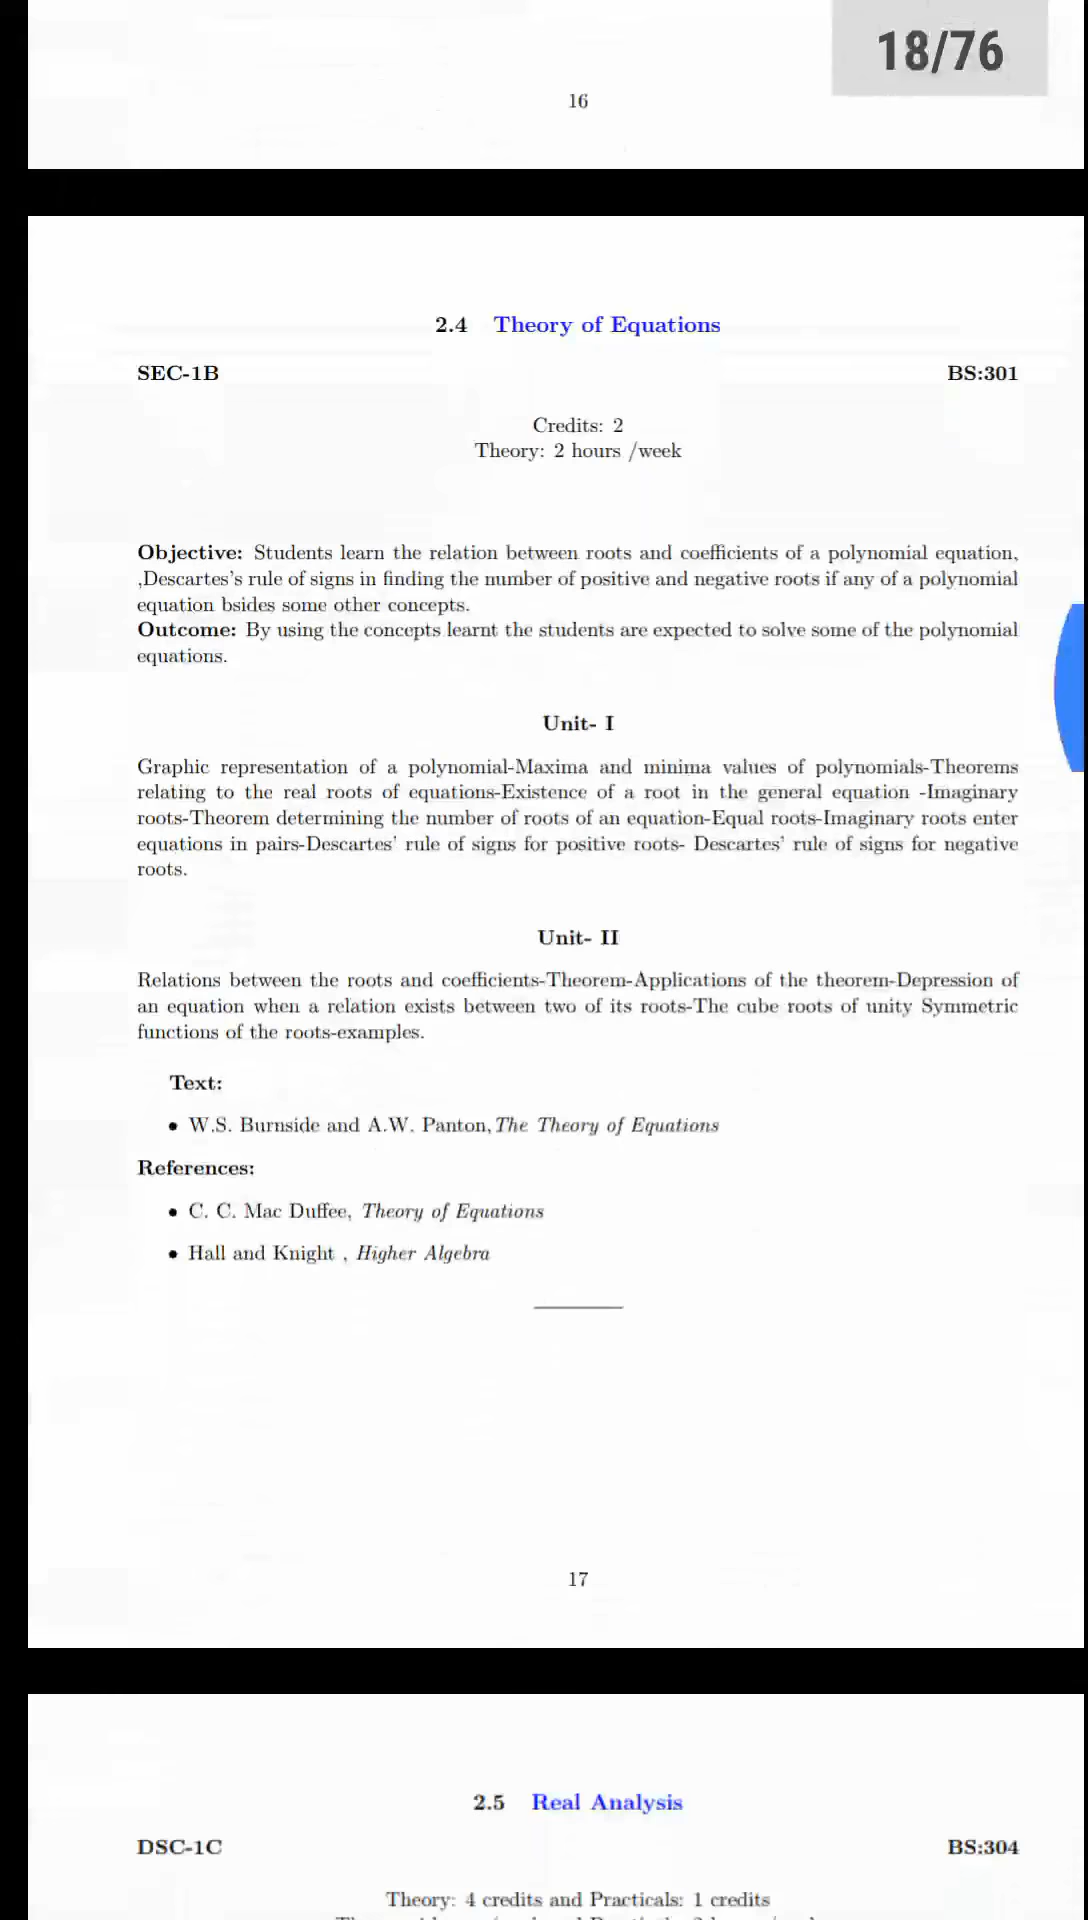 18/76
16
2.4 Theory of Equations
SEC-1B BS:301
Credits: 2
Theory: 2 hours /week
Objective: Students learn the relation between roots and coefficients of a polynomial equation,
,Descartes's rule of signs in finding the number of positive and negative roots if any of a polynomial
equation bsides some other concepts.
Outcome: By using the concepts learnt the students are expected to solve some of the polynomial
equations.
Unit- I
Graphic representation of a polynomial-Maxima and minima values of polynomials-Theorems
relating to the real roots of equations-Existence of a root in the general equation -Imaginary
roots-Theorem determining the number of roots of an equation-Equal roots-Imaginary roots enter
equations in pairs-Descartes' rule of signs for positive roots- Descartes' rule of signs for negative
roots.
Unit- II
Relations between the roots and coefficients-Theorem-Applications of the theorem-Depression of
an equation when a relation exists between two of its roots-The cube roots of unity Symmetric
functions of the roots-examples.
Text:
• W.S. Burnside and A.W. Panton, The Theory of Equations
References:
• C. C. Mac Duffee, Theory of Equations
• Hall and Knight , Higher Algebra
17
2.5 Real Analysis
DSC-1C BS:304
Theory: 4 credits and Practicals: 1 credits